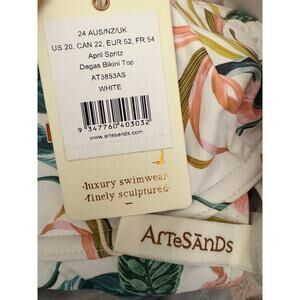 24 AUS/NZ/UK
US 20, CAN 22, EUR 52, FR 54
April Spritz
Degas Bikini Top
AT3853AS
WHITE
9 347760 403032
www.artesands.com
luxury swimwear
finely sculptured
ARTeSANDS